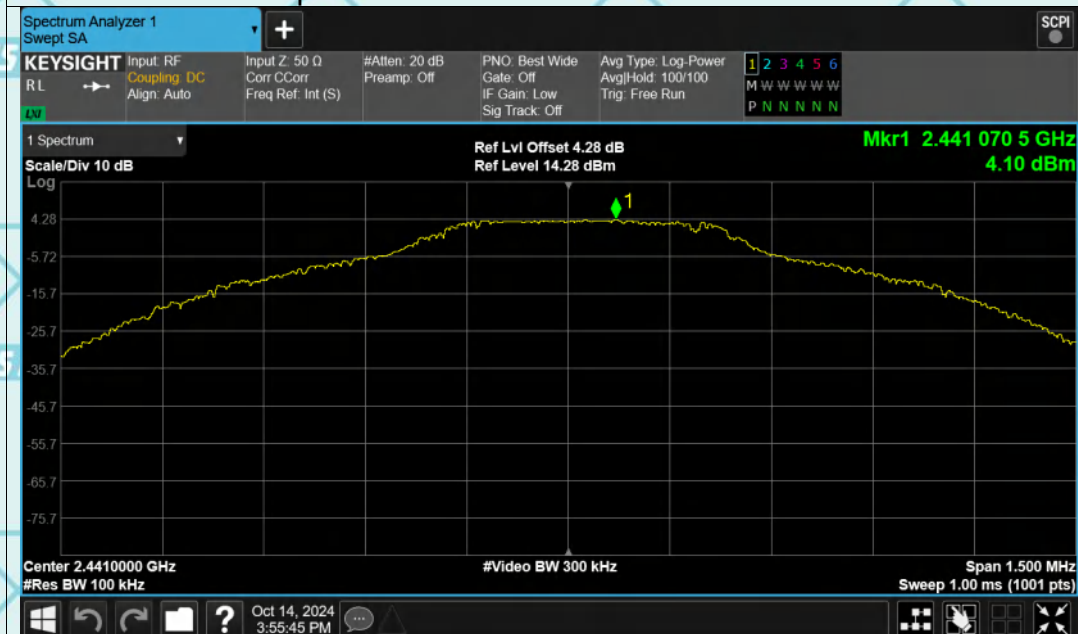 Spectrum Analyzer 1
Swept SA
+
SCPI
KEYSIGHT
RL
LXI
Input: RF
Coupling: DC
Align: Auto
Input Z: 50 Ω
Corr CCorr
Freq Ref: Int (S)
#Atten: 20 dB
Preamp: Off
PNO: Best Wide
Gate: Off
IF Gain: Low
Sig Track: Off
Avg Type: Log-Power
Avg|Hold: 100/100
Trig: Free Run
1 2 3 4 5 6
M W W W W W
P N N N N N
1 Spectrum
Scale/Div 10 dB
Log
Ref Lvl Offset 4.28 dB
Ref Level 14.28 dBm
Mkr1 2.441 070 5 GHz
4.10 dBm
1
4.28
-5.72
-15.7
-25.7
-35.7
-45.7
-55.7
-65.7
-75.7
Center 2.4410000 GHz
#Res BW 100 kHz
#Video BW 300 kHz
Span 1.500 MHz
Sweep 1.00 ms (1001 pts)
?
Oct 14, 2024
3:55:45 PM